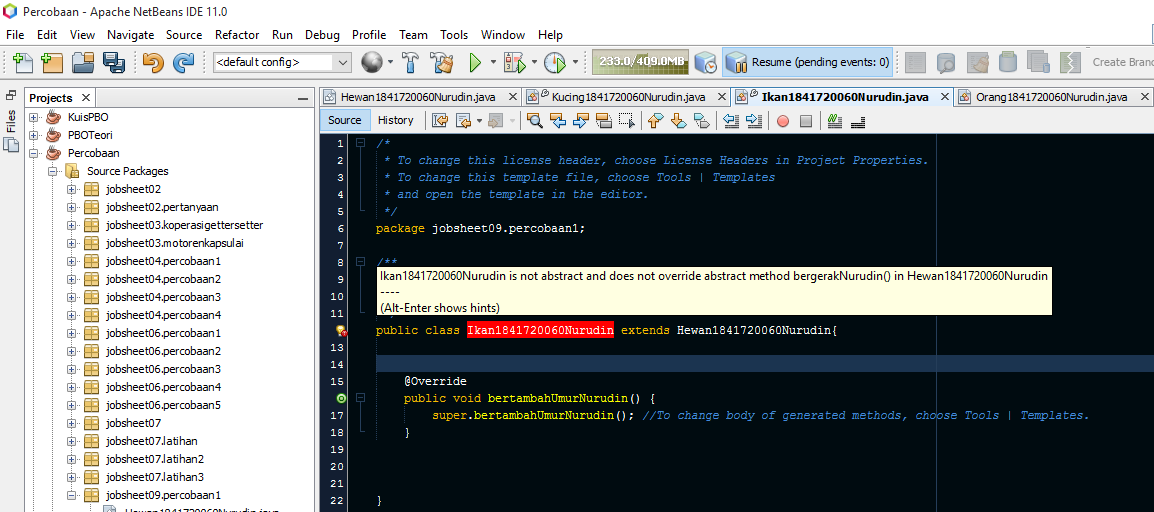 Percobaan - Apache NetBeans IDE 11.0
File Edit View Navigate Source Refactor Run Debug Profile Team Tools Window Help
<default config> 233.0/409.0MB Resume (pending events: 0) Create Branc
Files
Projects
KuisPBO
PBOTeori
Percobaan
Source Packages
jobsheet02
jobsheet02.pertanyaan
jobsheet03.koperasigettersetter
jobsheet03.motorenkapsulai
jobsheet04.percobaan1
jobsheet04.percobaan2
jobsheet04.percobaan3
jobsheet04.percobaan4
jobsheet06.percobaan1
jobsheet06.percobaan2
jobsheet06.percobaan3
jobsheet06.percobaan4
jobsheet06.percobaan5
jobsheet07
jobsheet07.latihan
jobsheet07.latihan2
jobsheet07.latihan3
jobsheet09.percobaan1
Hewan1841720060Nurudin.java
Hewan1841720060Nurudin.java Kucing1841720060Nurudin.java Ikan1841720060Nurudin.java Orang1841720060Nurudin.java
Source History
1 /*
2 * To change this license header, choose License Headers in Project Properties.
3 * To change this template file, choose Tools | Templates
4 * and open the template in the editor.
5 */
6 package jobsheet09.percobaan1;
7
8 /**
9 Ikan1841720060Nurudin is not abstract and does not override abstract method bergerakNurudin() in Hewan1841720060Nurudin
10 ----
11 (Alt-Enter shows hints)
public class Ikan1841720060Nurudin extends Hewan1841720060Nurudin{
13
14
15 @Override
public void bertambahUmurNurudin() {
17 super.bertambahUmurNurudin(); //To change body of generated methods, choose Tools | Templates.
18 }
19
20
21
22 }